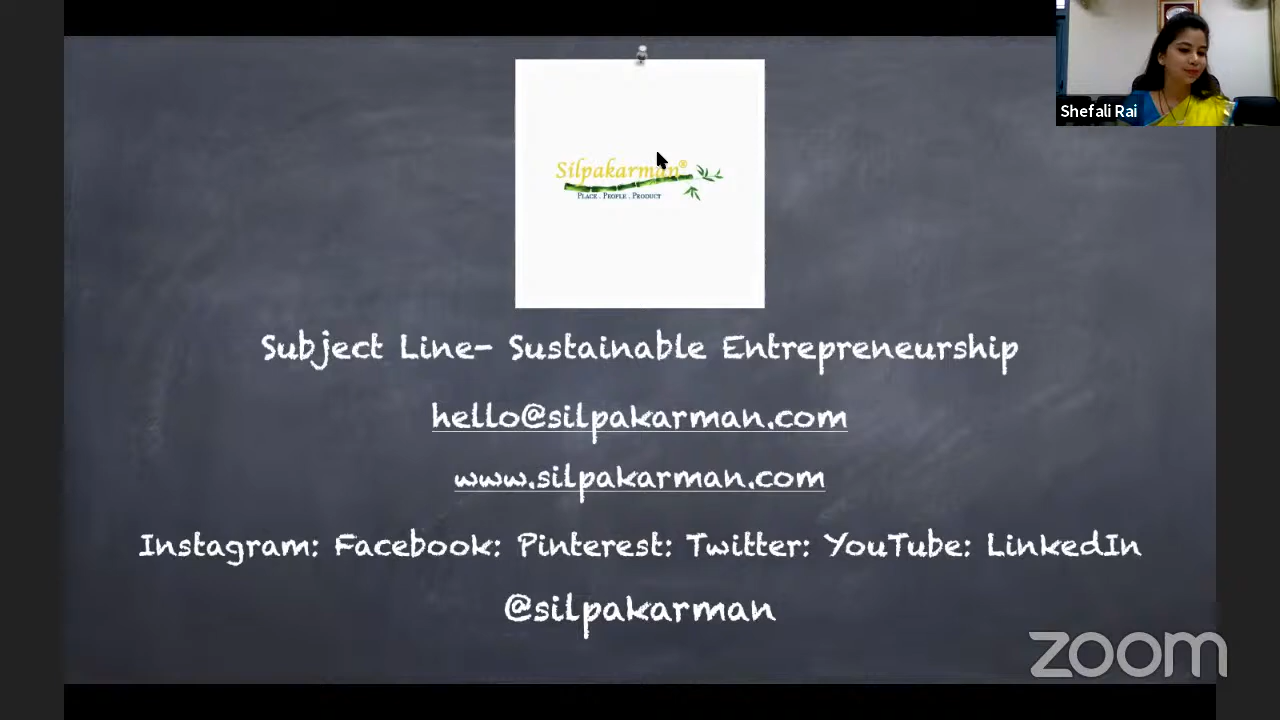 Shefali Rai
Silpakarman®
PLACE . PEOPLE . PRODUCT
Subject Line- Sustainable Entrepreneurship
hello@silpakarman.com
www.silpakarman.com
Instagram: Facebook: Pinterest: Twitter: YouTube: LinkedIn
@silpakarman
zoom